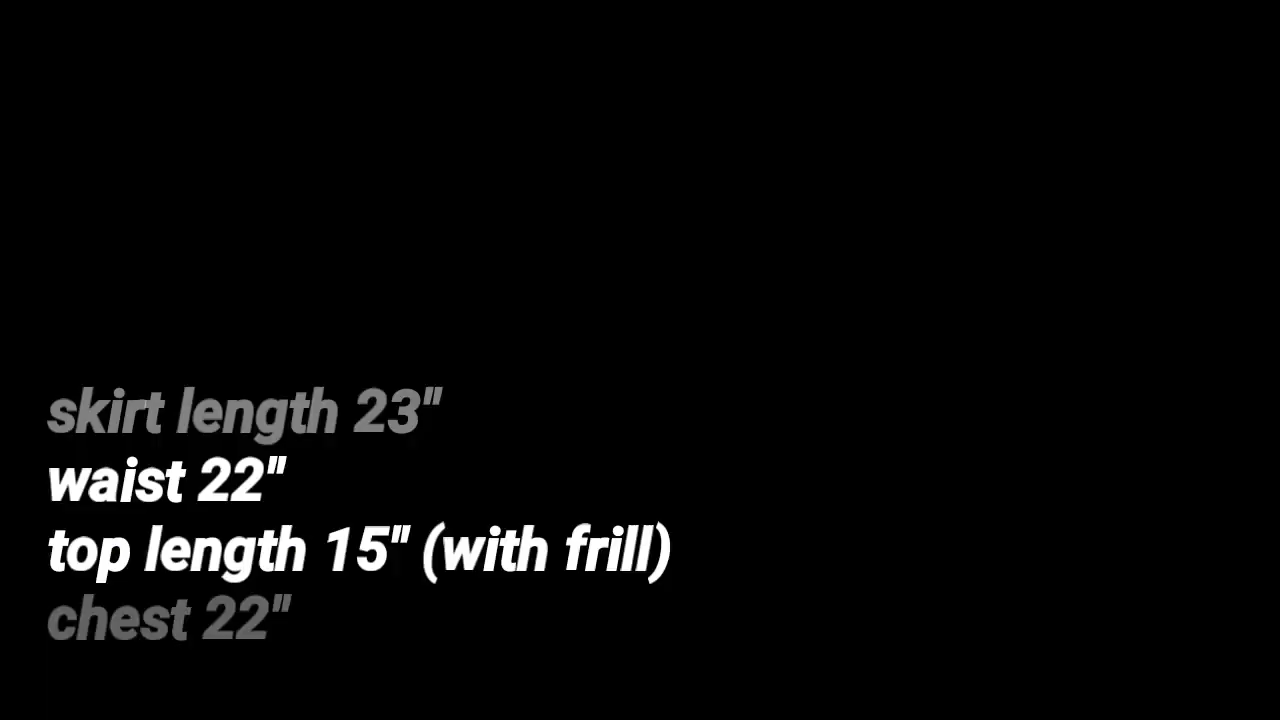 skirt length 23"
waist 22"
top length 15" (with frill)
chest 22"